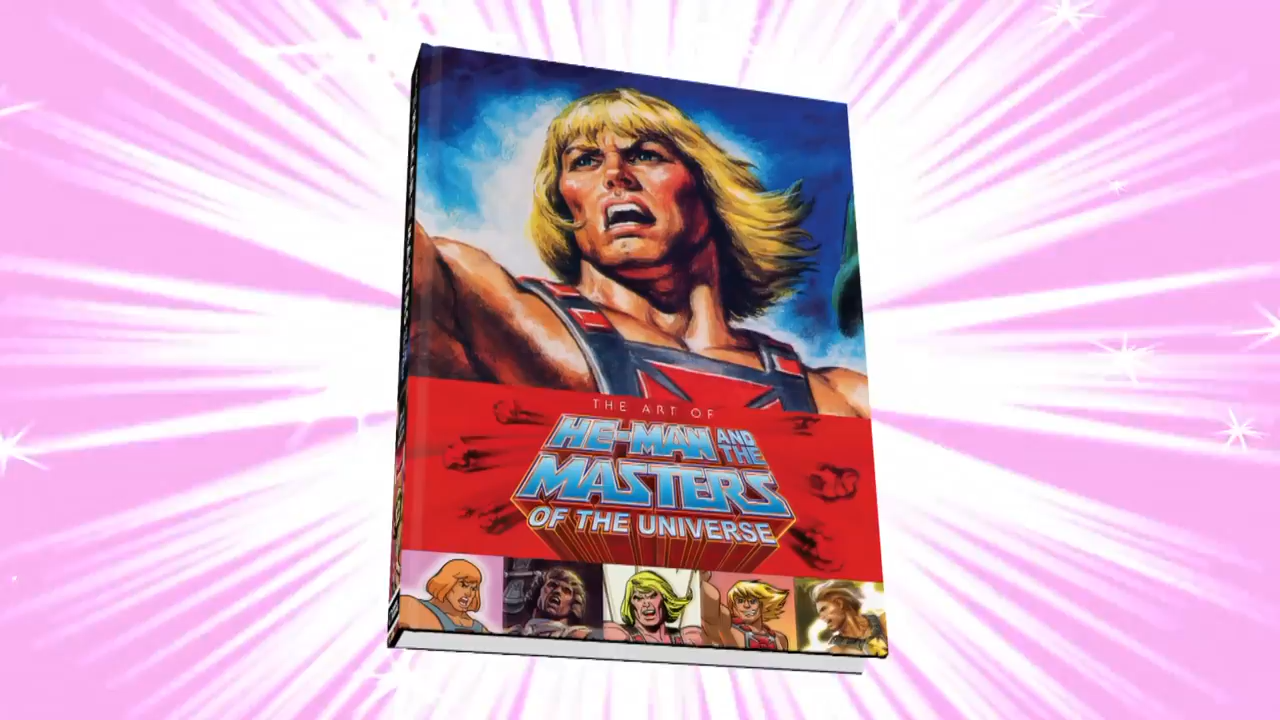 THE ART OF
HE-MAN AND THE
MASTERS
OF THE UNIVERSE